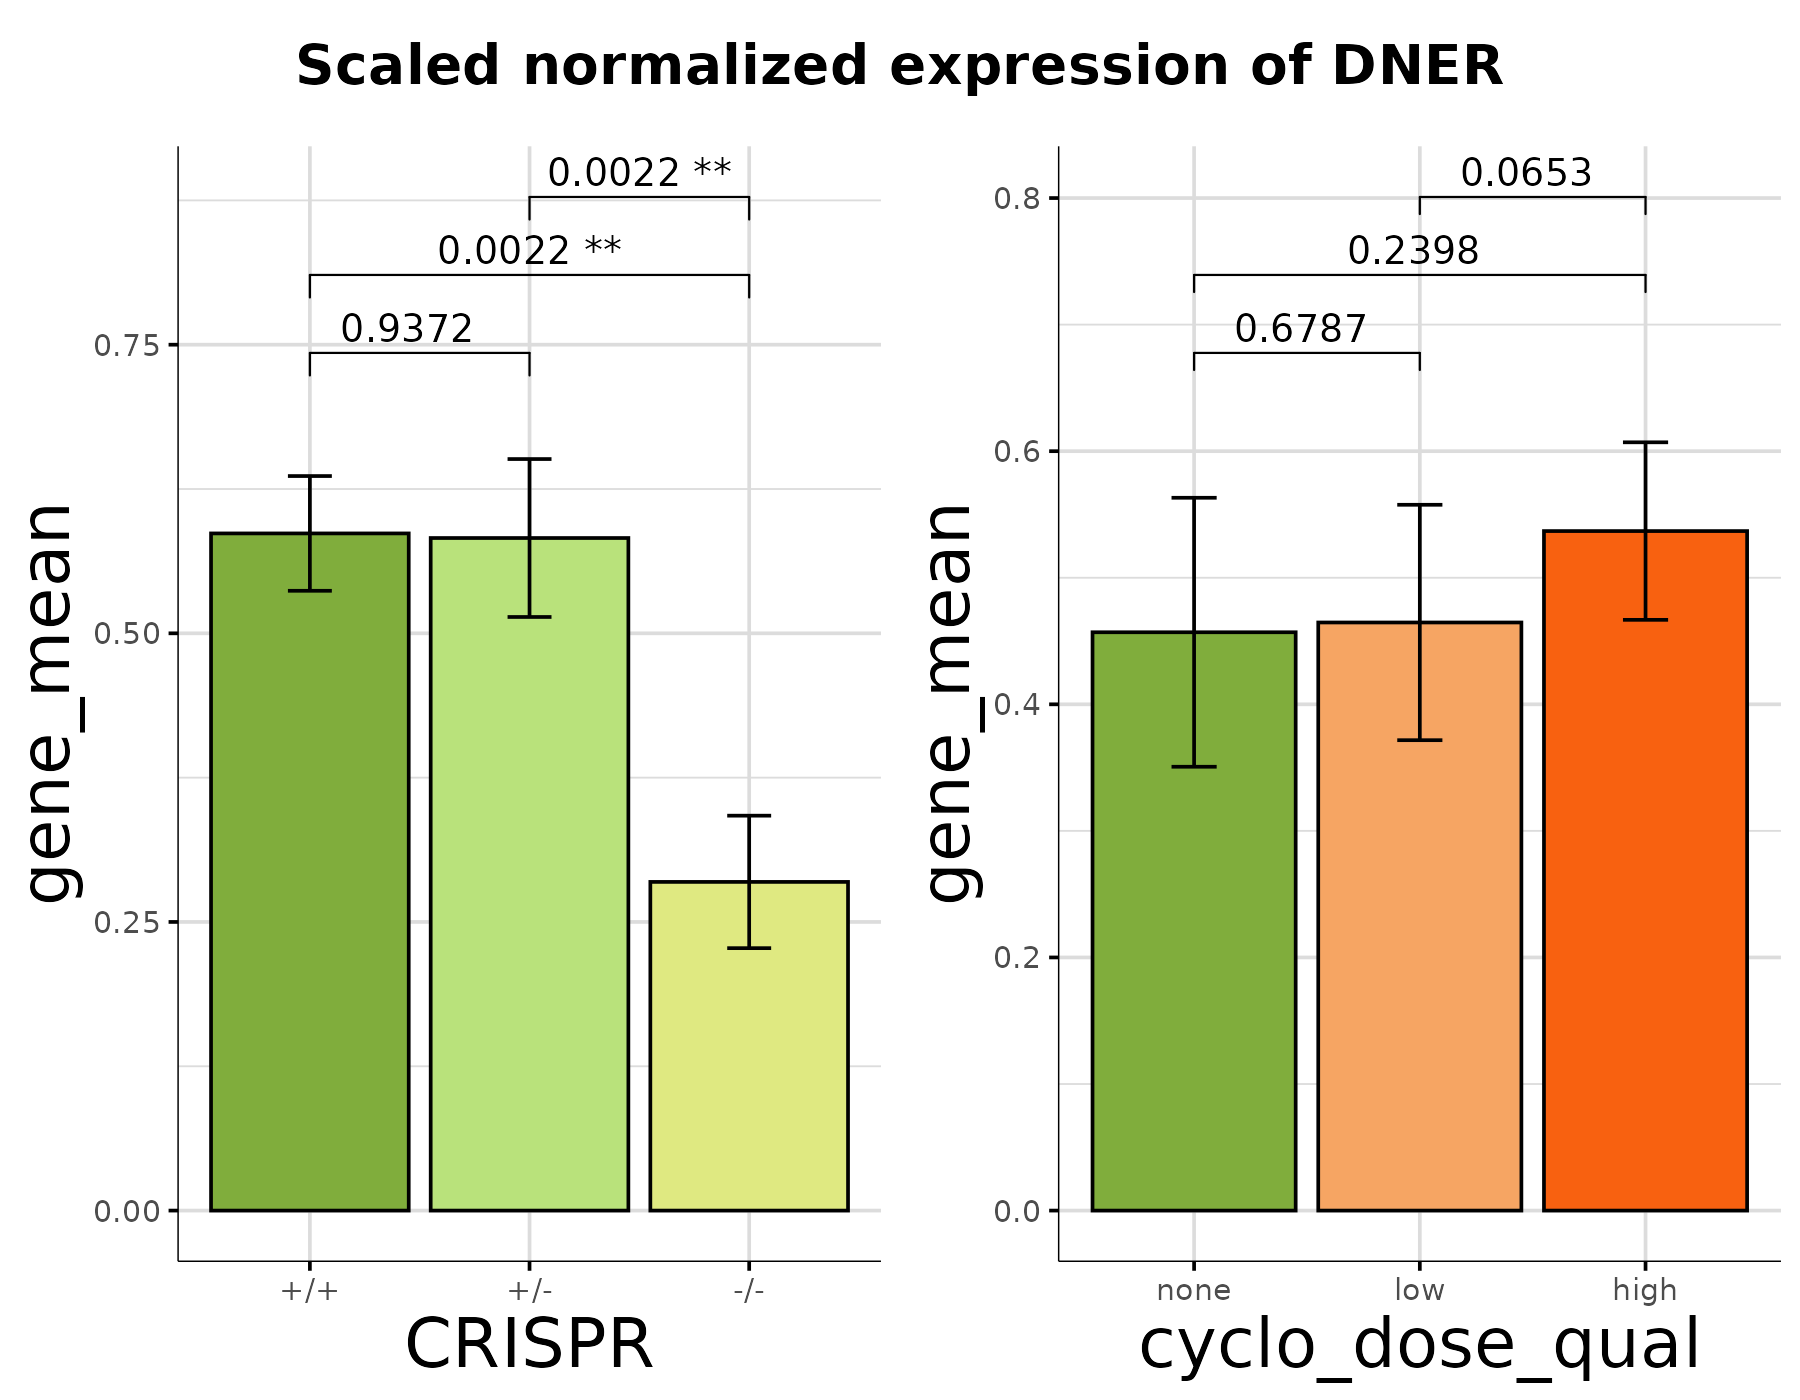 Scaled normalized expression of DNER
gene_mean
0.75
0.50
0.25
0.00
0.0022 **
0.0022 **
0.9372
+/+
+/-
-/-
CRISPR
gene_mean
0.8
0.6
0.4
0.2
0.0
0.0653
0.2398
0.6787
none
low
high
cyclo_dose_qual